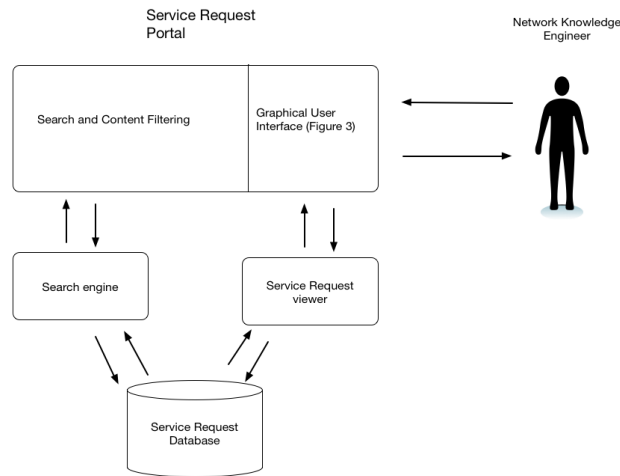 Service Request
Portal
Network Knowledge
Engineer
Search and Content Filtering
Graphical User
Interface (Figure 3)
Search engine
Service Request
viewer
Service Request
Database